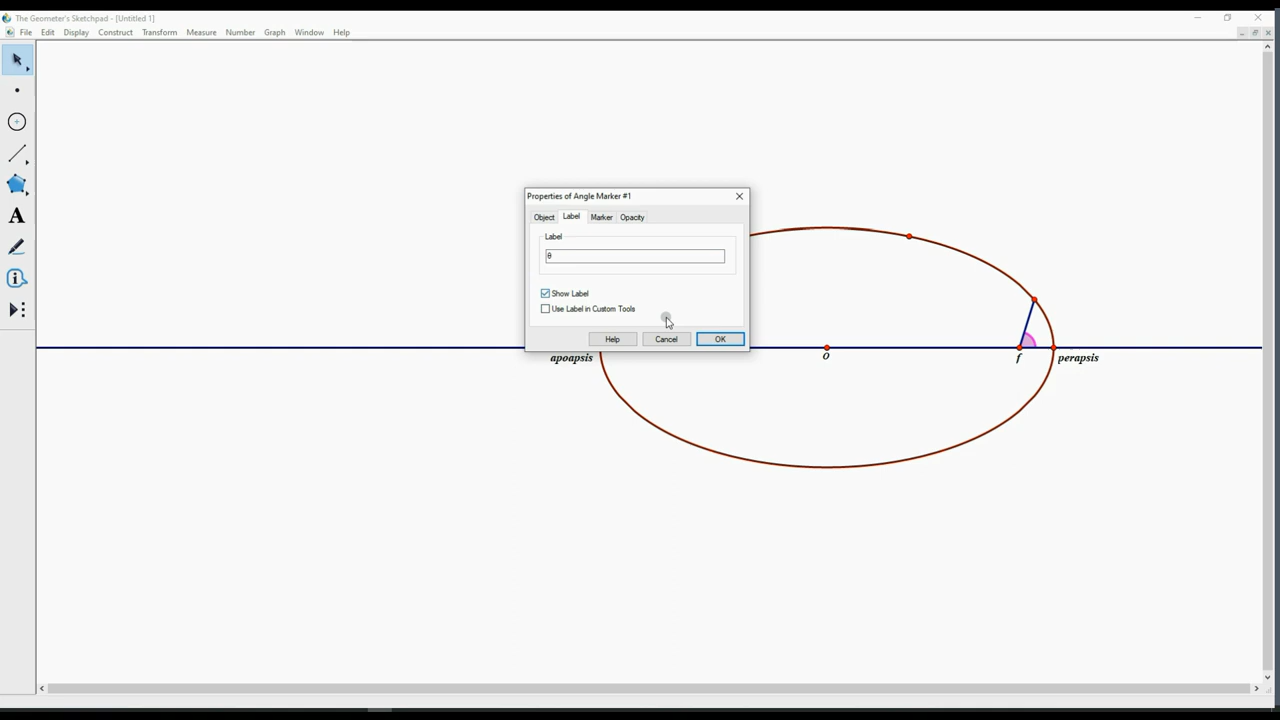 The Geometer's Sketchpad - [Untitled 1]
File Edit Display Construct Transform Measure Number Graph Window Help
A
Properties of Angle Marker #1
Object Label Marker Opacity
Label
θ
Show Label
Use Label in Custom Tools
Help Cancel OK
apoapsis o f perapsis